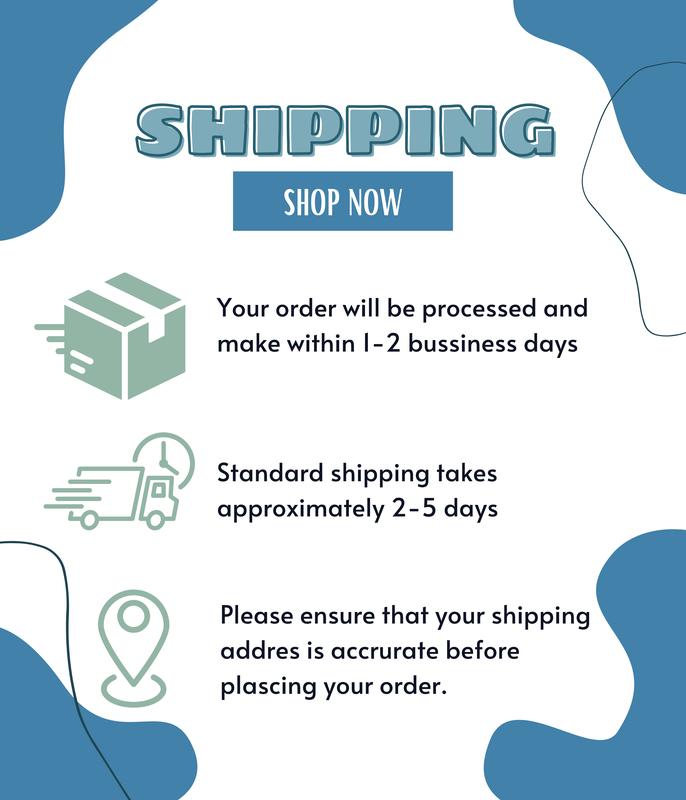 SHIPPING
SHOP NOW
Your order will be processed and
make within 1-2 bussiness days
Standard shipping takes
approximately 2-5 days
Please ensure that your shipping
addres is accrurate before
plascing your order.